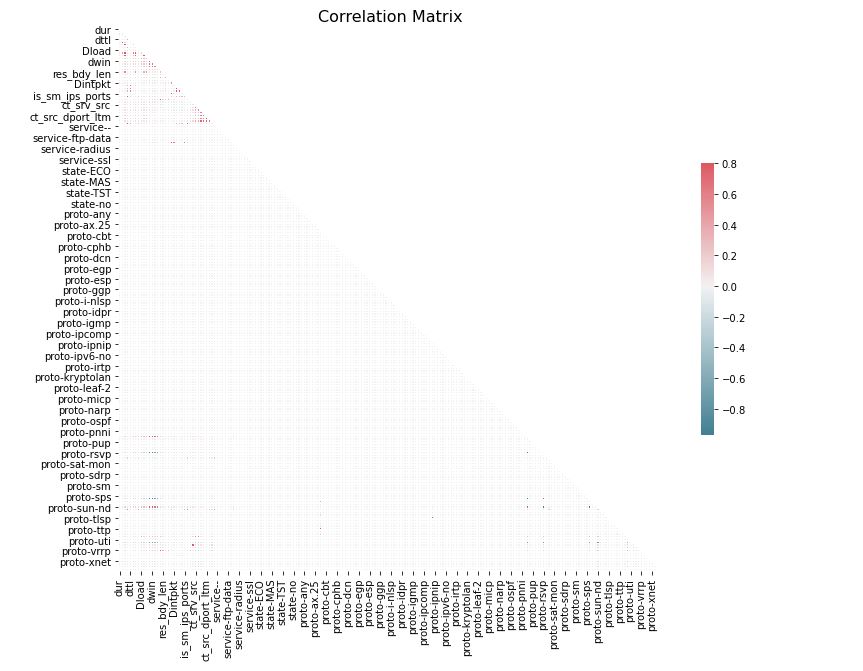 Correlation Matrix
dur
dttl
Dload
dwin
res_bdy_len
Dintpkt
is_sm_ips_ports
ct_srv_src
ct_src_dport_ltm
service--
service-ftp-data
service-radius
service-ssl
state-ECO
state-MAS
state-TST
state-no
proto-any
proto-ax.25
proto-cbt
proto-cphb
proto-dcn
proto-egp
proto-esp
proto-ggp
proto-i-nlsp
proto-idpr
proto-igmp
proto-ipcomp
proto-ipnip
proto-ipv6-no
proto-irtp
proto-kryptolan
proto-leaf-2
proto-micp
proto-narp
proto-ospf
proto-pnni
proto-pup
proto-rsvp
proto-sat-mon
proto-sdrp
proto-sm
proto-sps
proto-sun-nd
proto-tlsp
proto-ttp
proto-uti
proto-vrrp
proto-xnet
dur
dttl
Dload
dwin
res_bdy_len
Dintpkt
is_sm_ips_ports
ct_srv_src
ct_src_dport_ltm
service--
service-ftp-data
service-radius
service-ssl
state-ECO
state-MAS
state-TST
state-no
proto-any
proto-ax.25
proto-cbt
proto-cphb
proto-dcn
proto-egp
proto-esp
proto-ggp
proto-i-nlsp
proto-idpr
proto-igmp
proto-ipcomp
proto-ipnip
proto-ipv6-no
proto-irtp
proto-kryptolan
proto-leaf-2
proto-micp
proto-narp
proto-ospf
proto-pnni
proto-pup
proto-rsvp
proto-sat-mon
proto-sdrp
proto-sm
proto-sps
proto-sun-nd
proto-tlsp
proto-ttp
proto-uti
proto-vrrp
proto-xnet
0.8
0.6
0.4
0.2
0.0
−0.2
−0.4
−0.6
−0.8